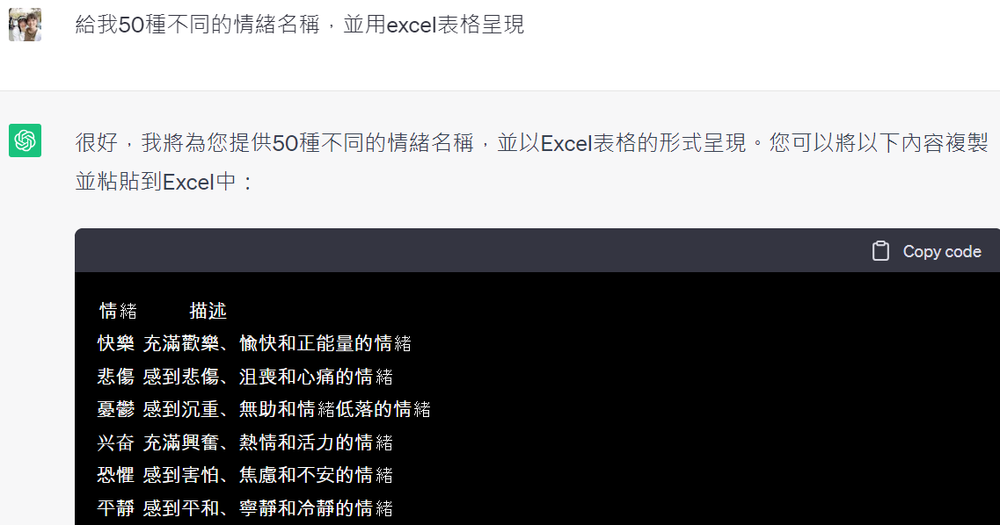 給我50種不同的情緒名稱，並用excel表格呈現
很好，我將為您提供50種不同的情緒名稱，並以Excel表格的形式呈現。您可以將以下內容複製
並粘貼到Excel中：
Copy code
情緒 描述
快樂 充滿歡樂、愉快和正能量的情緒
悲傷 感到悲傷、沮喪和心痛的情緒
憂鬱 感到沉重、無助和情緒低落的情緒
兴奋 充滿興奮、熱情和活力的情緒
恐懼 感到害怕、焦慮和不安的情緒
平靜 感到平和、寧靜和冷靜的情緒